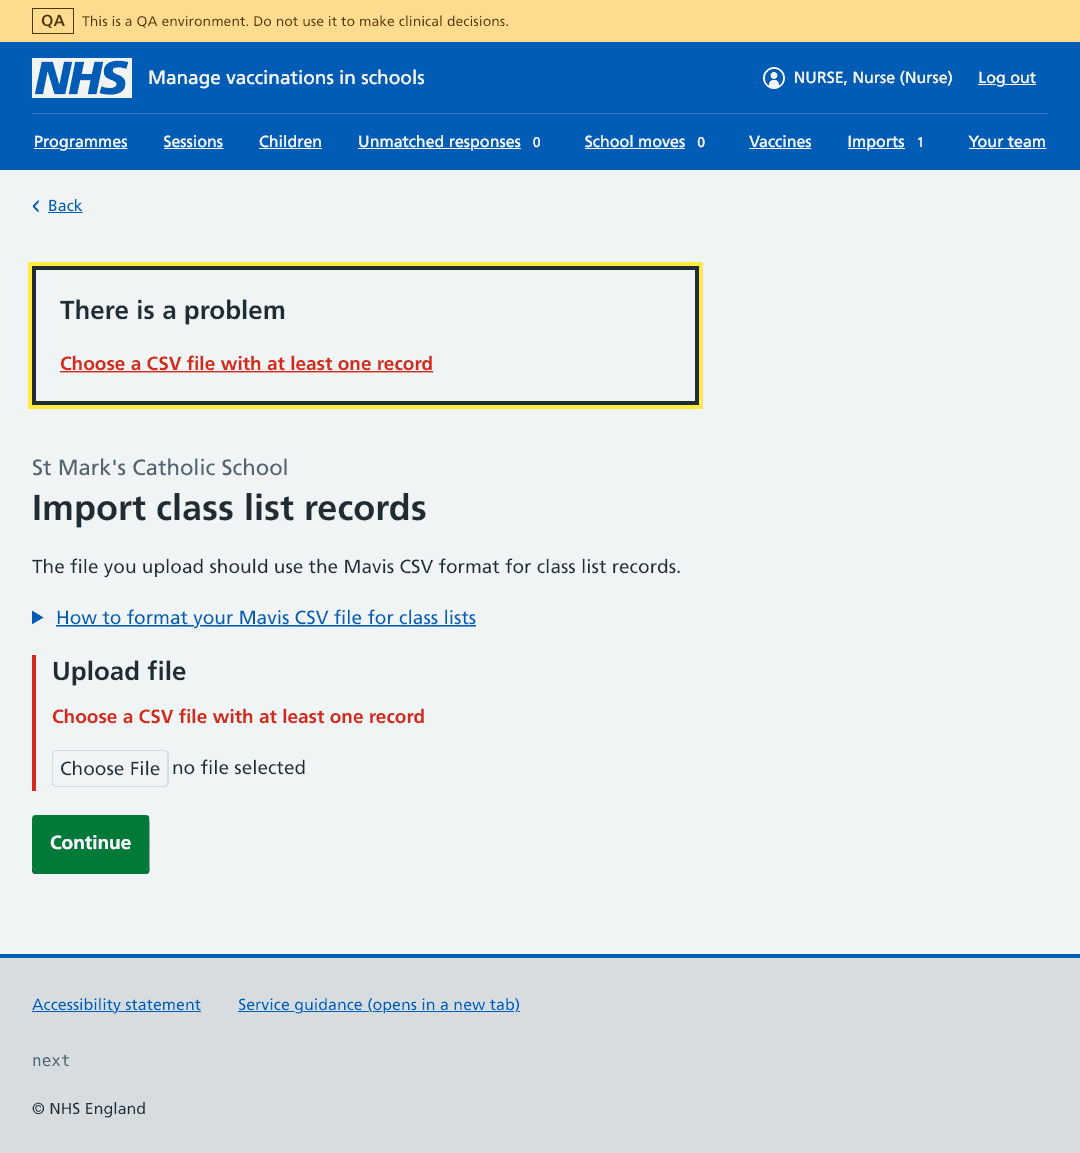 QA This is a QA environment. Do not use it to make clinical decisions.
NHS Manage vaccinations in schools NURSE, Nurse (Nurse) Log out
Programmes Sessions Children Unmatched responses 0 School moves 0 Vaccines Imports 1 Your team
Back
There is a problem
Choose a CSV file with at least one record
St Mark's Catholic School
Import class list records
The file you upload should use the Mavis CSV format for class list records.
How to format your Mavis CSV file for class lists
Upload file
Choose a CSV file with at least one record
Choose File no file selected
Continue
Accessibility statement Service guidance (opens in a new tab)
next
© NHS England